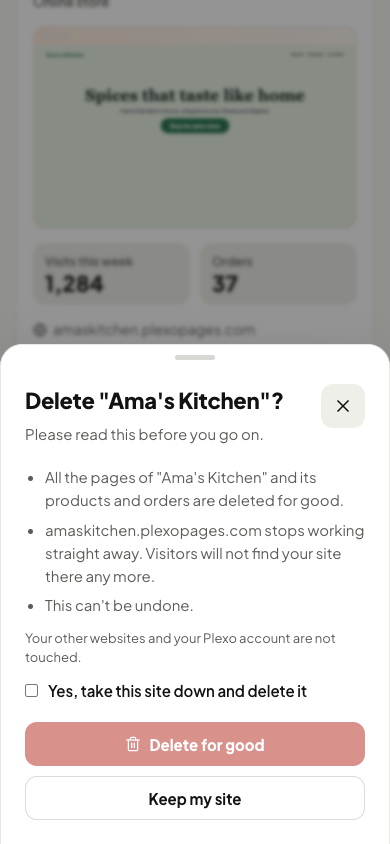 Online store
Spices that taste like home
Visits this week
1,284
Orders
37
amaskitchen.plexopages.com
Delete "Ama's Kitchen"?
Please read this before you go on.
• All the pages of "Ama's Kitchen" and its
products and orders are deleted for good.
• amaskitchen.plexopages.com stops working
straight away. Visitors will not find your site
there any more.
• This can't be undone.
Your other websites and your Plexo account are not
touched.
Yes, take this site down and delete it
Delete for good
Keep my site